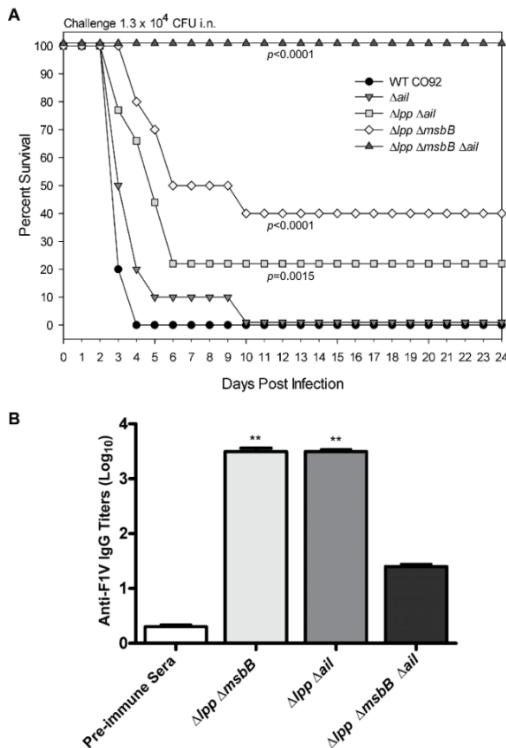 A
Challenge 1.3 x 10⁴ CFU i.n.
100
90
80
70
60
50
40
30
20
10
0
Percent Survival
p<0.0001
WT CO92
Δail
Δlpp Δail
Δlpp ΔmsbB
Δlpp ΔmsbB Δail
p<0.0001
p=0.0015
0 1 2 3 4 5 6 7 8 9 10 11 12 13 14 15 16 17 18 19 20 21 22 23 24
Days Post Infection
B
Anti-F1V IgG Titers (Log₁₀)
4
3
2
1
0
** **
Pre-immune Sera
Δlpp ΔmsbB
Δlpp Δail
Δlpp ΔmsbB Δail